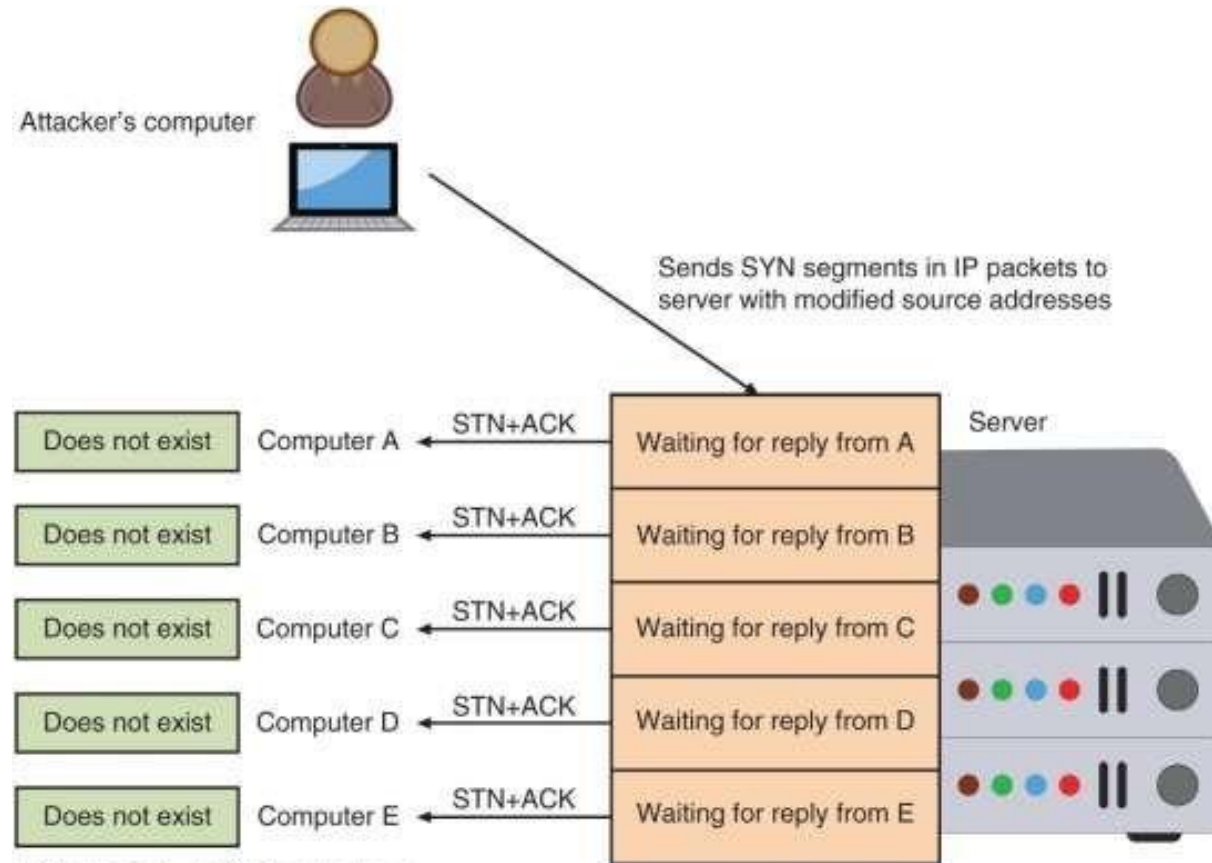 Attacker's computer
Sends SYN segments in IP packets to
server with modified source addresses
Server
Does not exist Computer A STN+ACK Waiting for reply from A
Does not exist Computer B STN+ACK Waiting for reply from B
Does not exist Computer C STN+ACK Waiting for reply from C
Does not exist Computer D STN+ACK Waiting for reply from D
Does not exist Computer E STN+ACK Waiting for reply from E